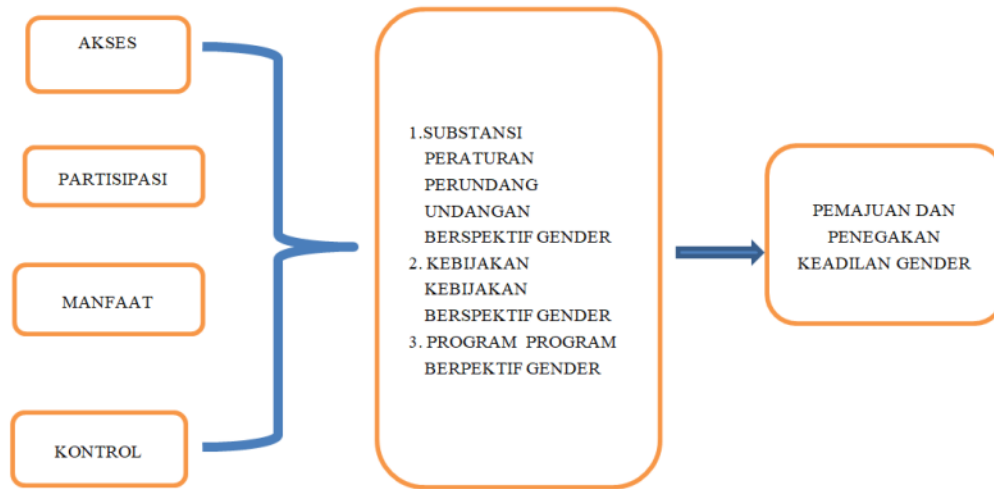 AKSES
PARTISIPASI
MANFAAT
KONTROL
1.SUBSTANSI
PERATURAN
PERUNDANG
UNDANGAN
BERSPEKTIF GENDER
2. KEBIJAKAN
KEBIJAKAN
BERSPEKTIF GENDER
3. PROGRAM PROGRAM
BERPEKTIF GENDER
PEMAJUAN DAN
PENEGAKAN
KEADILAN GENDER